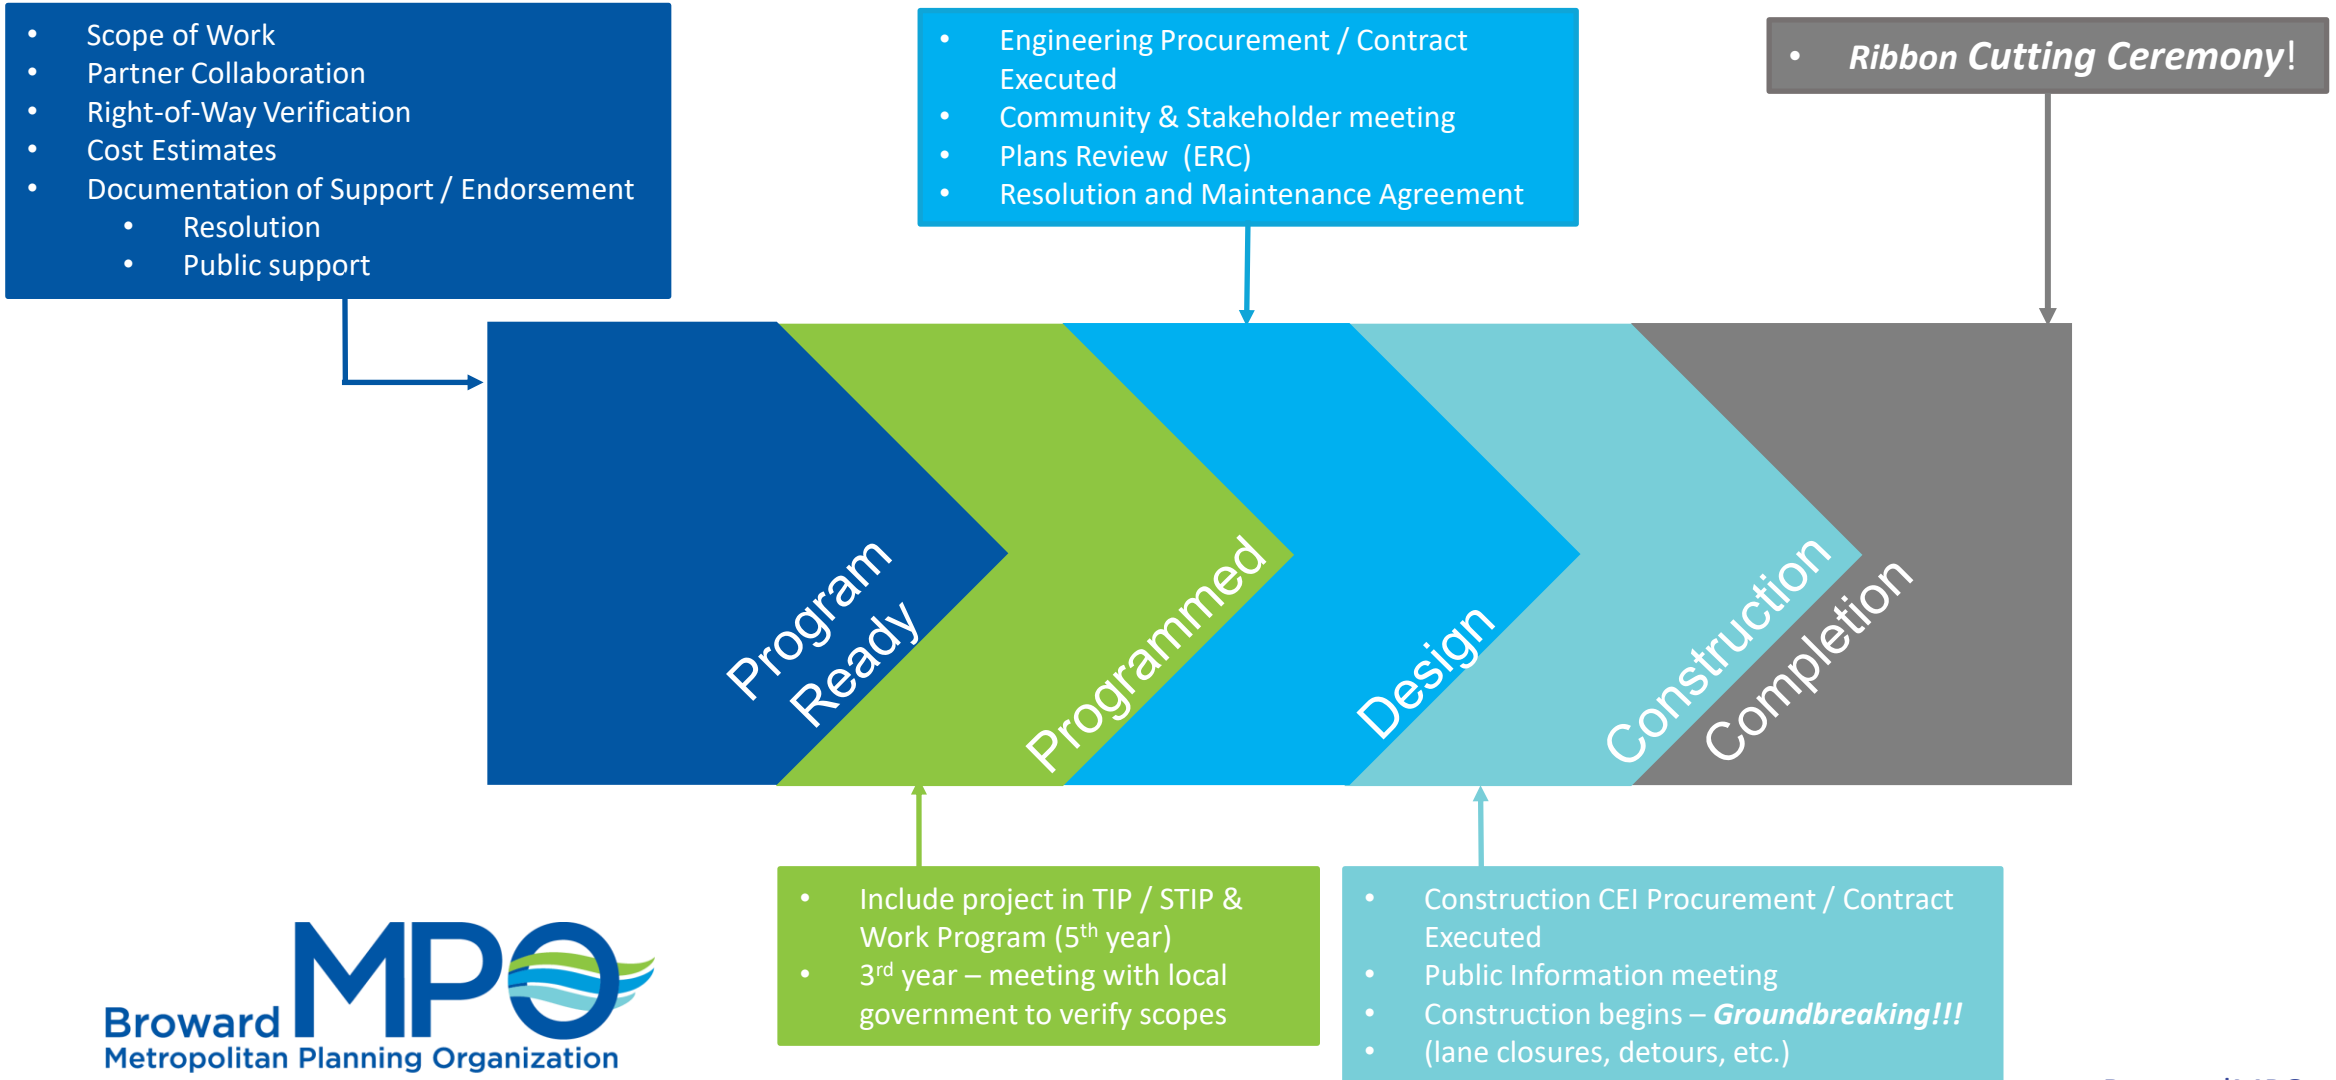 • Scope of Work
• Partner Collaboration
• Right-of-Way Verification
• Cost Estimates
• Documentation of Support / Endorsement
• Resolution
• Public support
• Engineering Procurement / Contract
Executed
• Community & Stakeholder meeting
• Plans Review (ERC)
• Resolution and Maintenance Agreement
• Ribbon Cutting Ceremony!
Program
Ready
Programmed
Design
Construction
Completion
• Include project in TIP / STIP &
Work Program (5th year)
• 3rd year – meeting with local
government to verify scopes
• Construction CEI Procurement / Contract
Executed
• Public Information meeting
• Construction begins – Groundbreaking!!!
• (lane closures, detours, etc.)
Broward MPO
Metropolitan Planning Organization